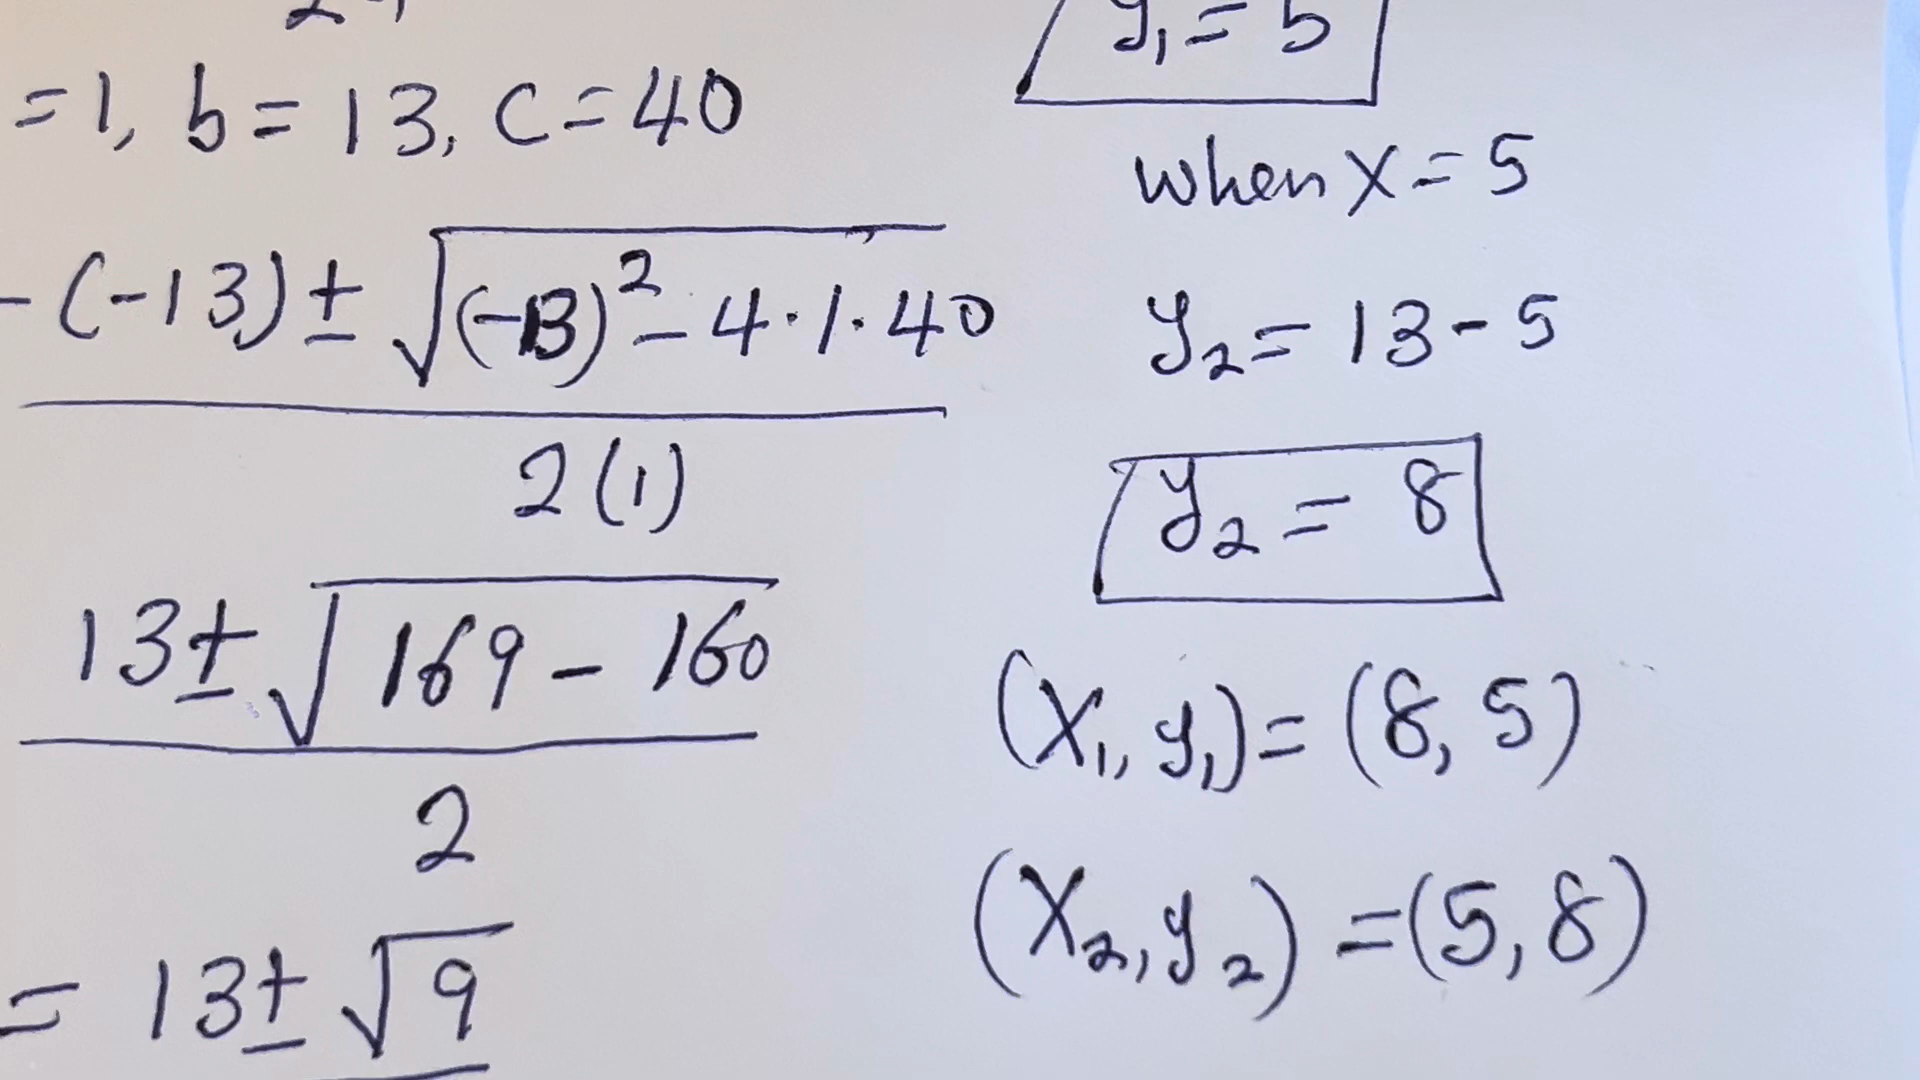 = 1, b = 13, c = 40
- (-13) ± √(-13)² - 4 · 1 · 40
2 (1)
13 ± √169 - 160
2
= 13 ± √9
y₁ = 5
when x = 5
y₂ = 13 - 5
y₂ = 8
(x₁, y₁) = (8, 5)
(x₂, y₂) = (5, 8)